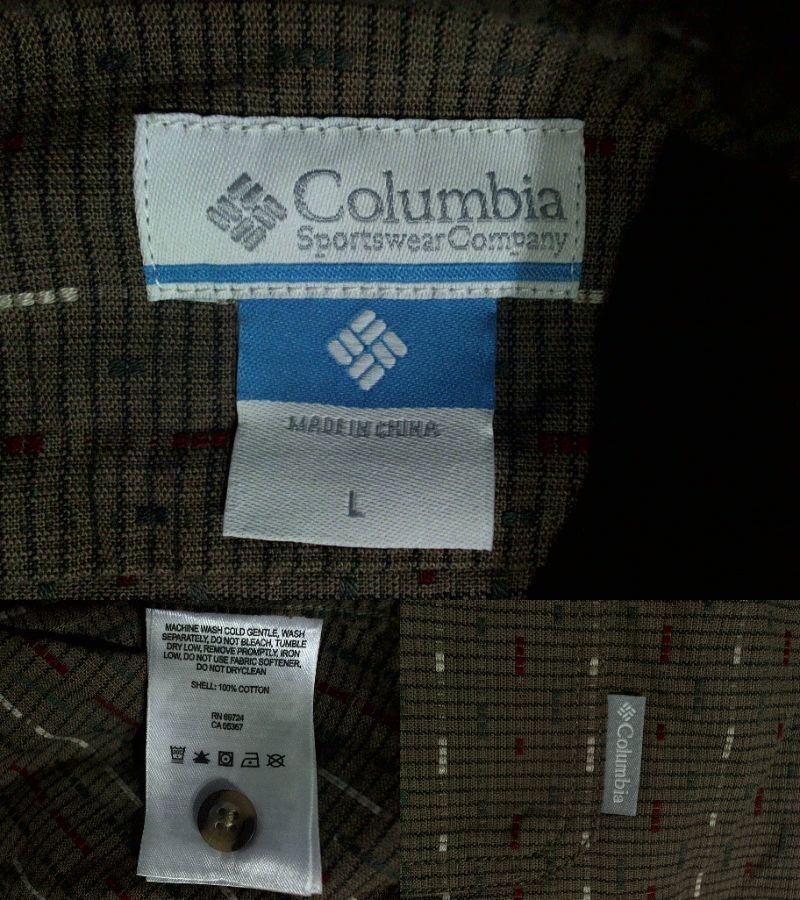 Columbia
Sportswear Company
MADE IN CHINA
L
MACHINE WASH COLD GENTLE, WASH
SEPARATELY, DO NOT BLEACH, TUMBLE
DRY LOW, REMOVE PROMPTLY, IRON
LOW, DO NOT USE FABRIC SOFTENER,
DO NOT DRYCLEAN
SHELL: 100% COTTON
RN 69724
CA 05367
Columbia